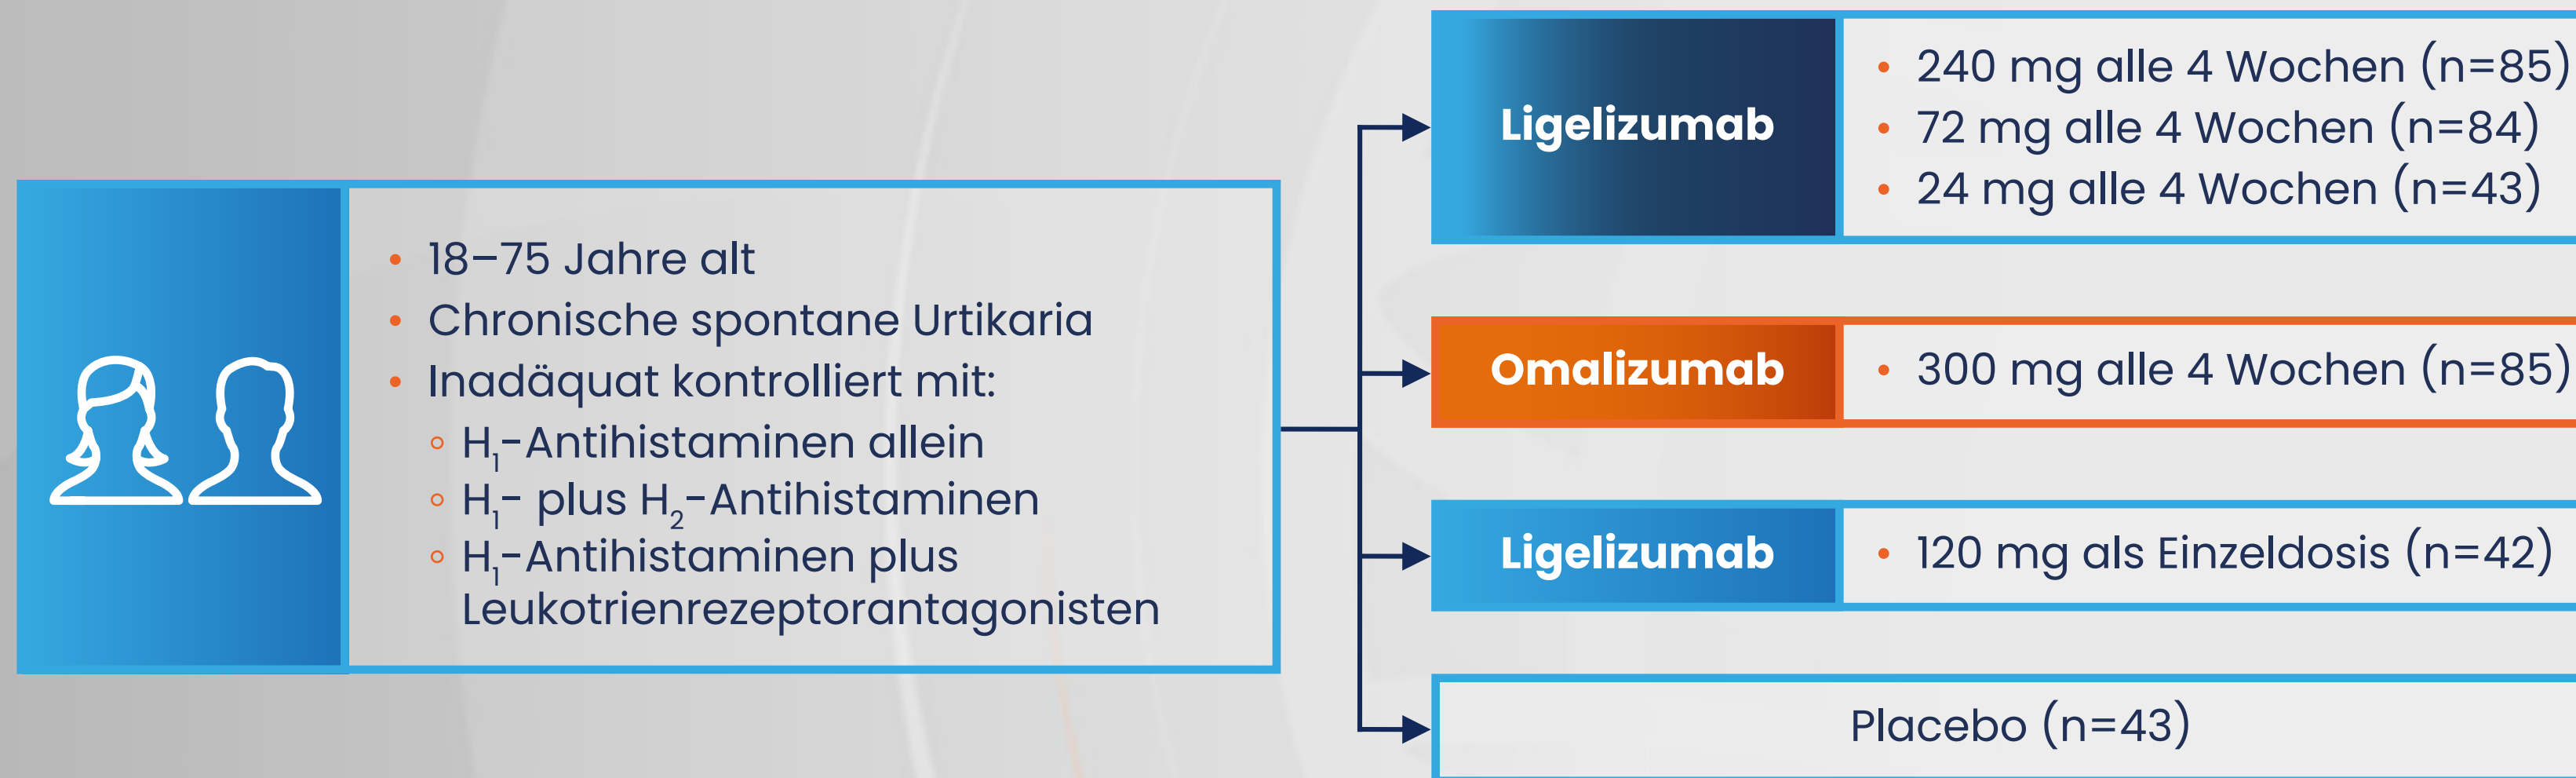 • 18–75 Jahre alt
• Chronische spontane Urtikaria
• Inadäquat kontrolliert mit:
◦ H₁-Antihistaminen allein
◦ H₁- plus H₂-Antihistaminen
◦ H₁-Antihistaminen plus
Leukotrienrezeptorantagonisten
Ligelizumab
• 240 mg alle 4 Wochen (n=85)
• 72 mg alle 4 Wochen (n=84)
• 24 mg alle 4 Wochen (n=43)
Omalizumab
• 300 mg alle 4 Wochen (n=85)
Ligelizumab
• 120 mg als Einzeldosis (n=42)
Placebo (n=43)